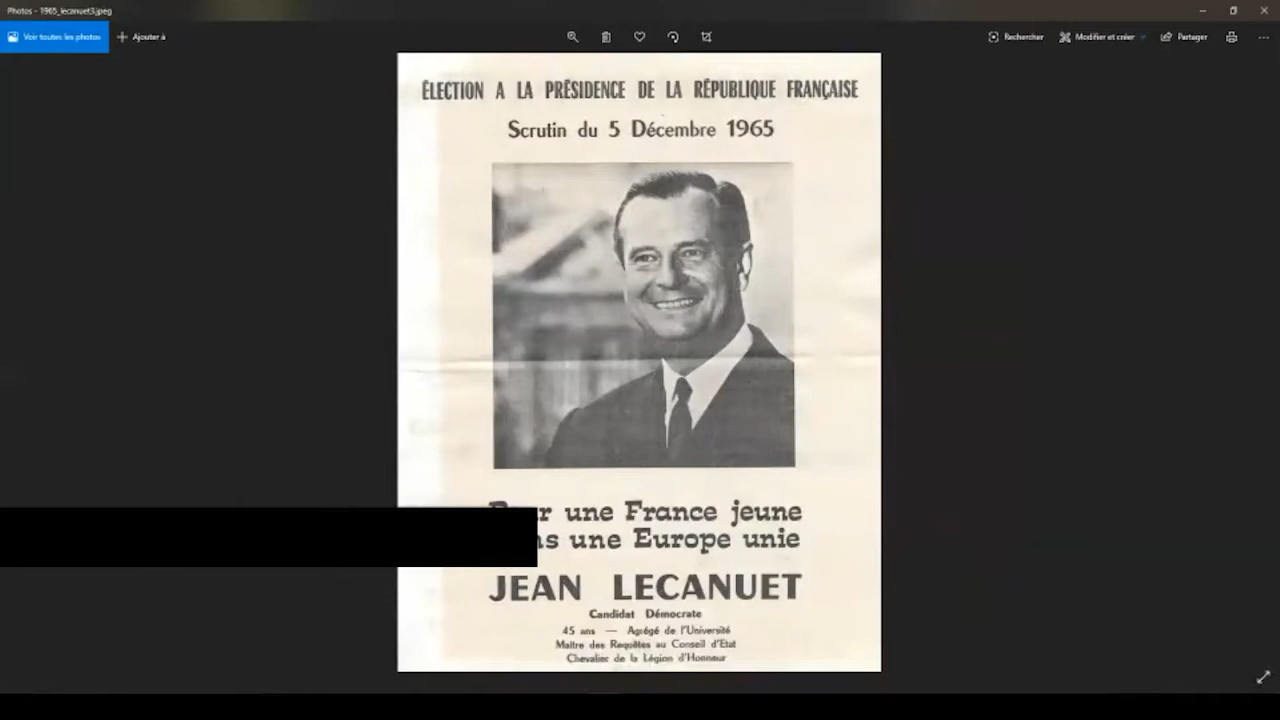 Photos - 1965_lecanuet3.jpeg
Voir toutes les photos
Ajouter à
Rechercher
Modifier et créer
Partager
ÉLECTION A LA PRÉSIDENCE DE LA RÉPUBLIQUE FRANÇAISE
Scrutin du 5 Décembre 1965
une France jeune
une Europe unie
JEAN LECANUET
Candidat Démocrate
45 ans — Agrégé de l'Université
Maître des Requêtes au Conseil d'Etat
Chevalier de la Légion d'Honneur